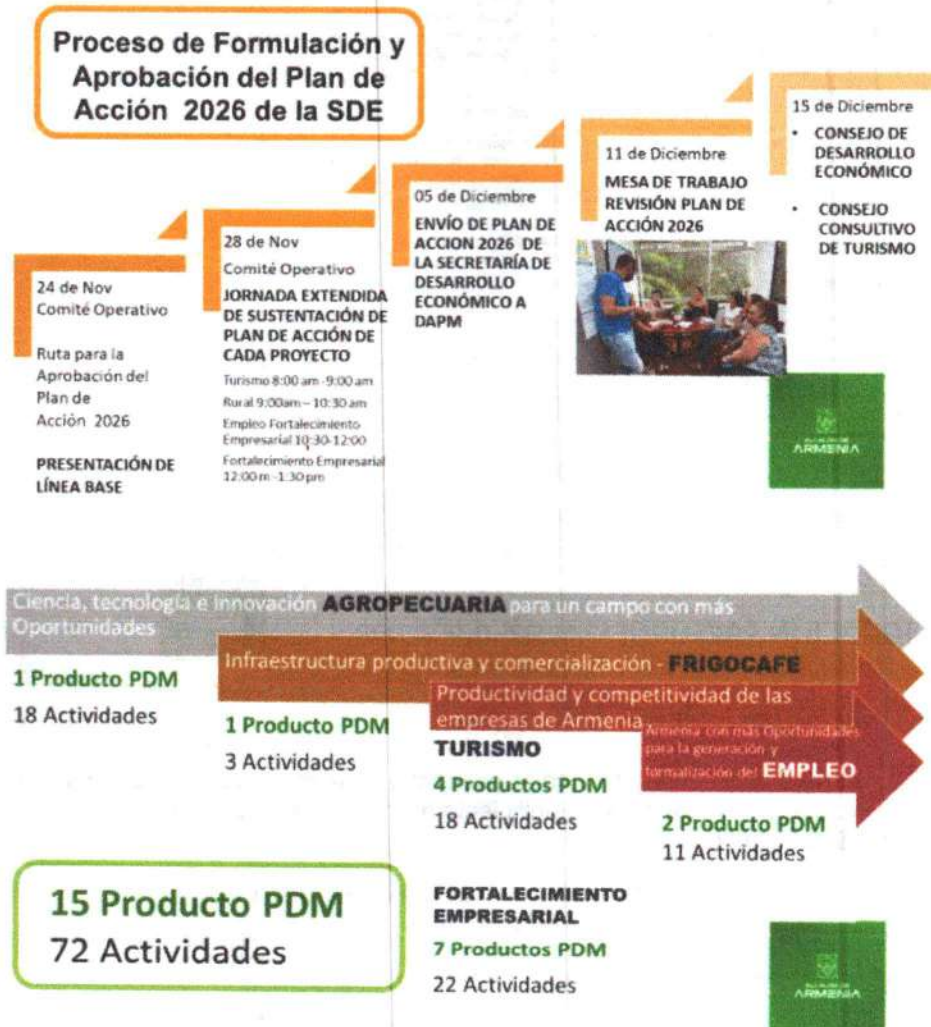 Proceso de Formulación y
Aprobación del Plan de
Acción 2026 de la SDE
24 de Nov
Comité Operativo
Ruta para la
Aprobación del
Plan de
Acción 2026
PRESENTACIÓN DE
LÍNEA BASE
28 de Nov
Comité Operativo
JORNADA EXTENDIDA
DE SUSTENTACIÓN DE
PLAN DE ACCIÓN DE
CADA PROYECTO
Turismo 8:00 am -9:00 am
Rural 9:00am – 10:30 am
Empleo Fortalecimiento
Empresarial 10:30-12:00
Fortalecimiento Empresarial
12:00 m -1:30 pm
05 de Diciembre
ENVÍO DE PLAN DE
ACCION 2026 DE
LA SECRETARÍA DE
DESARROLLO
ECONÓMICO A
DAPM
11 de Diciembre
MESA DE TRABAJO
REVISIÓN PLAN DE
ACCIÓN 2026
15 de Diciembre
• CONSEJO DE
DESARROLLO
ECONÓMICO
• CONSEJO
CONSULTIVO
DE TURISMO
ALCALDÍA DE
ARMENIA
Ciencia, tecnología e innovación AGROPECUARIA para un campo con más
Oportunidades
1 Producto PDM
18 Actividades
Infraestructura productiva y comercialización - FRIGOCAFE
1 Producto PDM
3 Actividades
Productividad y competitividad de las
empresas de Armenia .
TURISMO
4 Productos PDM
18 Actividades
Armenia con más Oportunidades
para la generación y
formalización del EMPLEO
2 Producto PDM
11 Actividades
FORTALECIMIENTO
EMPRESARIAL
7 Productos PDM
22 Actividades
15 Producto PDM
72 Actividades
ALCALDÍA DE
ARMENIA